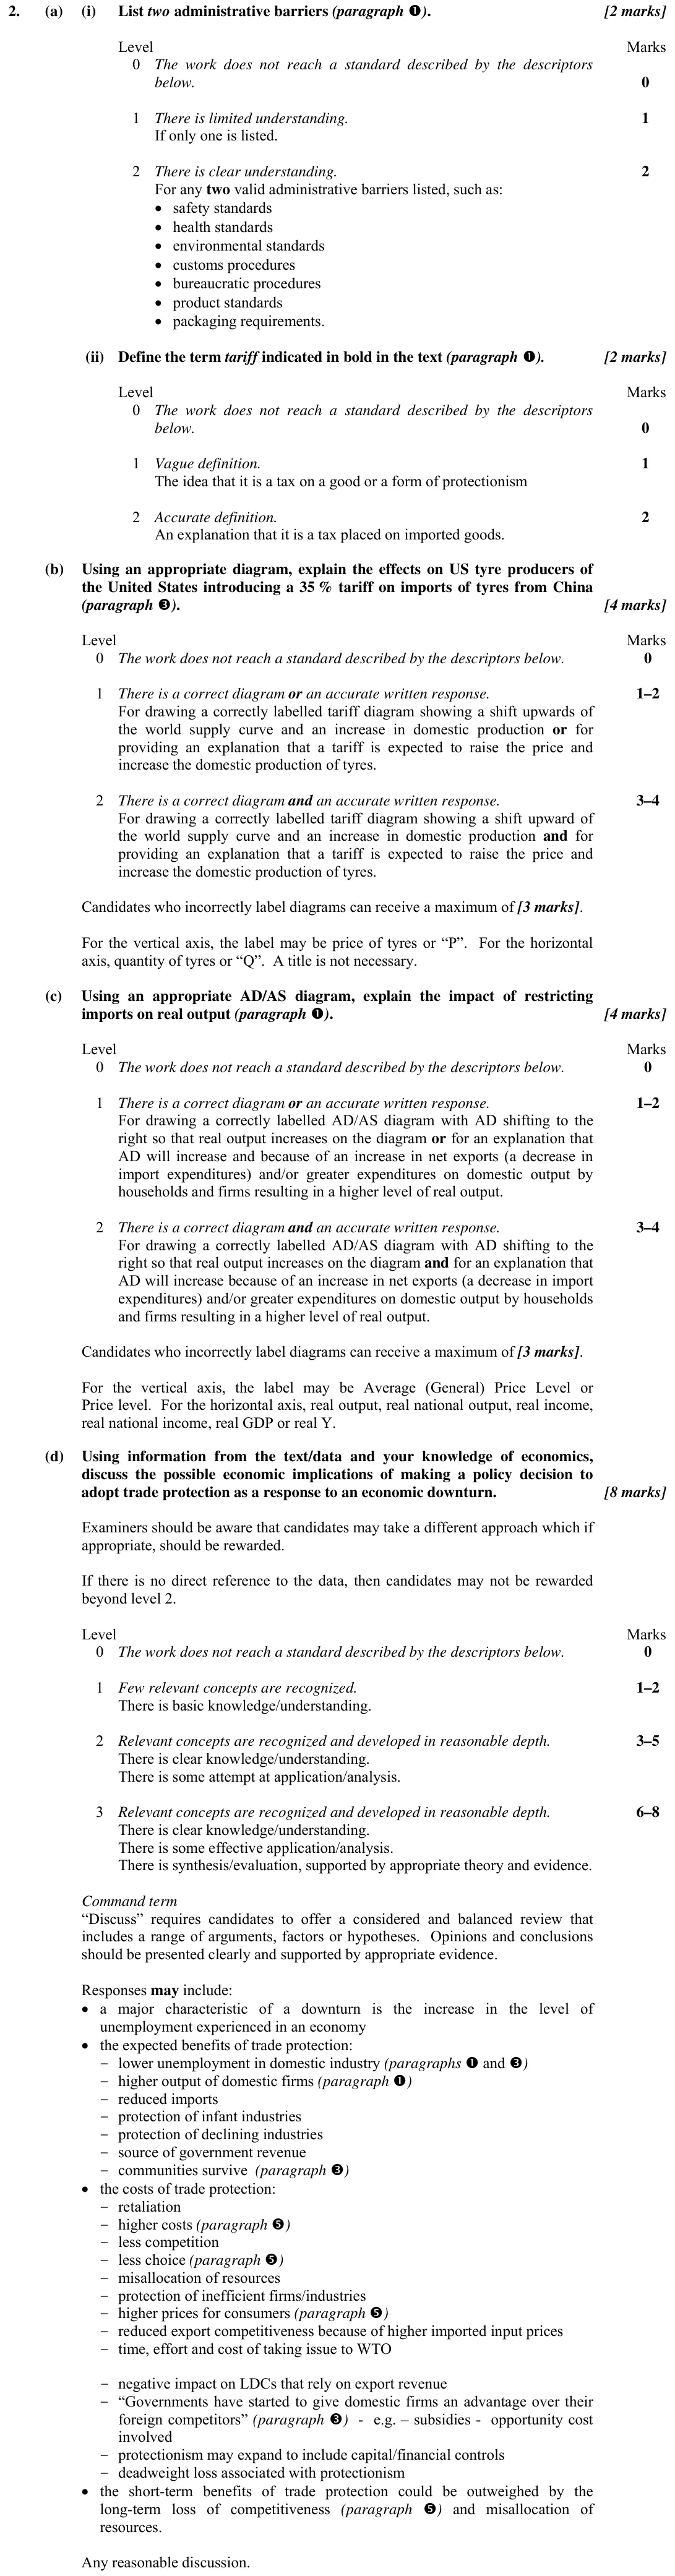 2. (a) (i) List two administrative barriers (paragraph ❶). [2 marks]
Level Marks
0 The work does not reach a standard described by the descriptors
below. 0
1 There is limited understanding. 1
If only one is listed.
2 There is clear understanding. 2
For any two valid administrative barriers listed, such as:
• safety standards
• health standards
• environmental standards
• customs procedures
• bureaucratic procedures
• product standards
• packaging requirements.
(ii) Define the term tariff indicated in bold in the text (paragraph ❶). [2 marks]
Level Marks
0 The work does not reach a standard described by the descriptors
below. 0
1 Vague definition. 1
The idea that it is a tax on a good or a form of protectionism
2 Accurate definition. 2
An explanation that it is a tax placed on imported goods.
(b) Using an appropriate diagram, explain the effects on US tyre producers of
the United States introducing a 35 % tariff on imports of tyres from China
(paragraph ❸). [4 marks]
Level Marks
0 The work does not reach a standard described by the descriptors below. 0
1 There is a correct diagram or an accurate written response. 1–2
For drawing a correctly labelled tariff diagram showing a shift upwards of
the world supply curve and an increase in domestic production or for
providing an explanation that a tariff is expected to raise the price and
increase the domestic production of tyres.
2 There is a correct diagram and an accurate written response. 3–4
For drawing a correctly labelled tariff diagram showing a shift upward of
the world supply curve and an increase in domestic production and for
providing an explanation that a tariff is expected to raise the price and
increase the domestic production of tyres.
Candidates who incorrectly label diagrams can receive a maximum of [3 marks].
For the vertical axis, the label may be price of tyres or “P”. For the horizontal
axis, quantity of tyres or “Q”. A title is not necessary.
(c) Using an appropriate AD/AS diagram, explain the impact of restricting
imports on real output (paragraph ❶). [4 marks]
Level Marks
0 The work does not reach a standard described by the descriptors below. 0
1 There is a correct diagram or an accurate written response. 1–2
For drawing a correctly labelled AD/AS diagram with AD shifting to the
right so that real output increases on the diagram or for an explanation that
AD will increase and because of an increase in net exports (a decrease in
import expenditures) and/or greater expenditures on domestic output by
households and firms resulting in a higher level of real output.
2 There is a correct diagram and an accurate written response. 3–4
For drawing a correctly labelled AD/AS diagram with AD shifting to the
right so that real output increases on the diagram and for an explanation that
AD will increase because of an increase in net exports (a decrease in import
expenditures) and/or greater expenditures on domestic output by households
and firms resulting in a higher level of real output.
Candidates who incorrectly label diagrams can receive a maximum of [3 marks].
For the vertical axis, the label may be Average (General) Price Level or
Price level. For the horizontal axis, real output, real national output, real income,
real national income, real GDP or real Y.
(d) Using information from the text/data and your knowledge of economics,
discuss the possible economic implications of making a policy decision to
adopt trade protection as a response to an economic downturn. [8 marks]
Examiners should be aware that candidates may take a different approach which if
appropriate, should be rewarded.
If there is no direct reference to the data, then candidates may not be rewarded
beyond level 2.
Level Marks
0 The work does not reach a standard described by the descriptors below. 0
1 Few relevant concepts are recognized. 1–2
There is basic knowledge/understanding.
2 Relevant concepts are recognized and developed in reasonable depth. 3–5
There is clear knowledge/understanding.
There is some attempt at application/analysis.
3 Relevant concepts are recognized and developed in reasonable depth. 6–8
There is clear knowledge/understanding.
There is some effective application/analysis.
There is synthesis/evaluation, supported by appropriate theory and evidence.
Command term
“Discuss” requires candidates to offer a considered and balanced review that
includes a range of arguments, factors or hypotheses. Opinions and conclusions
should be presented clearly and supported by appropriate evidence.
Responses may include:
• a major characteristic of a downturn is the increase in the level of
unemployment experienced in an economy
• the expected benefits of trade protection:
– lower unemployment in domestic industry (paragraphs ❶ and ❸)
– higher output of domestic firms (paragraph ❶)
– reduced imports
– protection of infant industries
– protection of declining industries
– source of government revenue
– communities survive (paragraph ❸)
• the costs of trade protection:
– retaliation
– higher costs (paragraph ❺)
– less competition
– less choice (paragraph ❺)
– misallocation of resources
– protection of inefficient firms/industries
– higher prices for consumers (paragraph ❺)
– reduced export competitiveness because of higher imported input prices
– time, effort and cost of taking issue to WTO
– negative impact on LDCs that rely on export revenue
– “Governments have started to give domestic firms an advantage over their
foreign competitors” (paragraph ❸) - e.g. – subsidies - opportunity cost
involved
– protectionism may expand to include capital/financial controls
– deadweight loss associated with protectionism
• the short-term benefits of trade protection could be outweighed by the
long-term loss of competitiveness (paragraph ❺) and misallocation of
resources.
Any reasonable discussion.